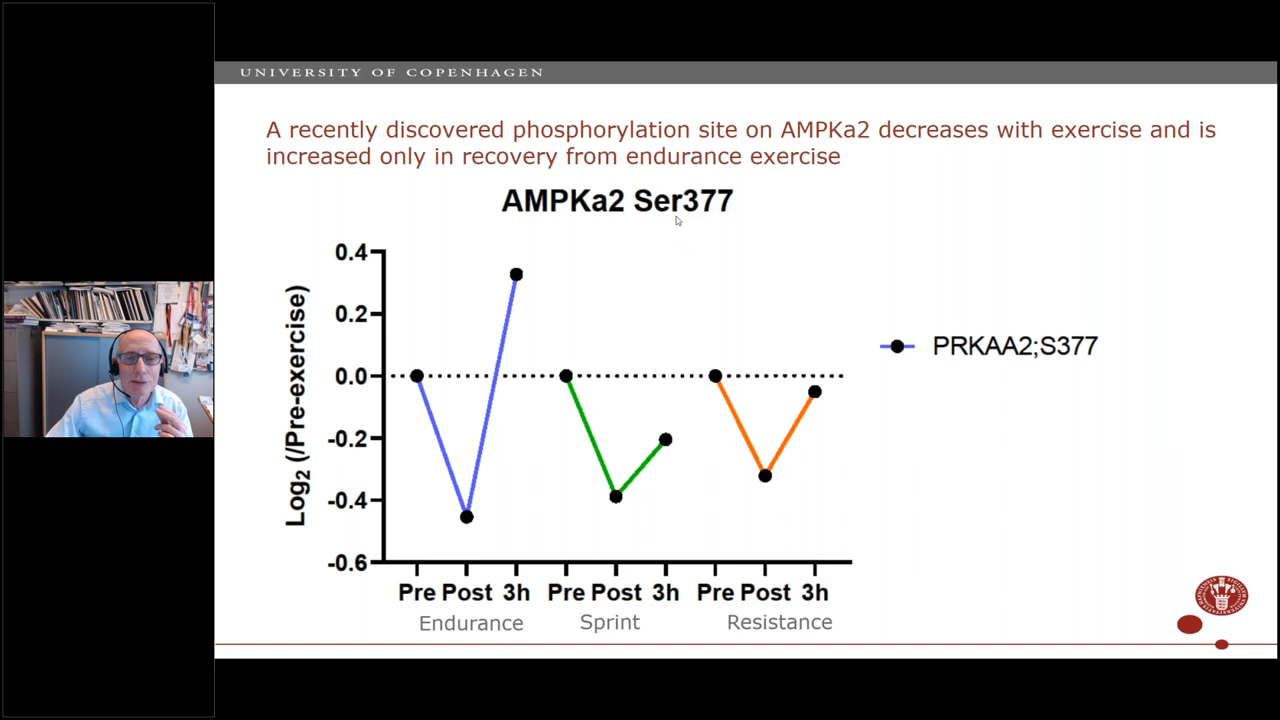 UNIVERSITY OF COPENHAGEN
A recently discovered phosphorylation site on AMPKa2 decreases with exercise and is
increased only in recovery from endurance exercise
AMPKa2 Ser377
Log2 (/Pre-exercise)
0.4
0.2
0.0
-0.2
-0.4
-0.6
PRKAA2;S377
Pre Post 3h Pre Post 3h Pre Post 3h
Endurance Sprint Resistance